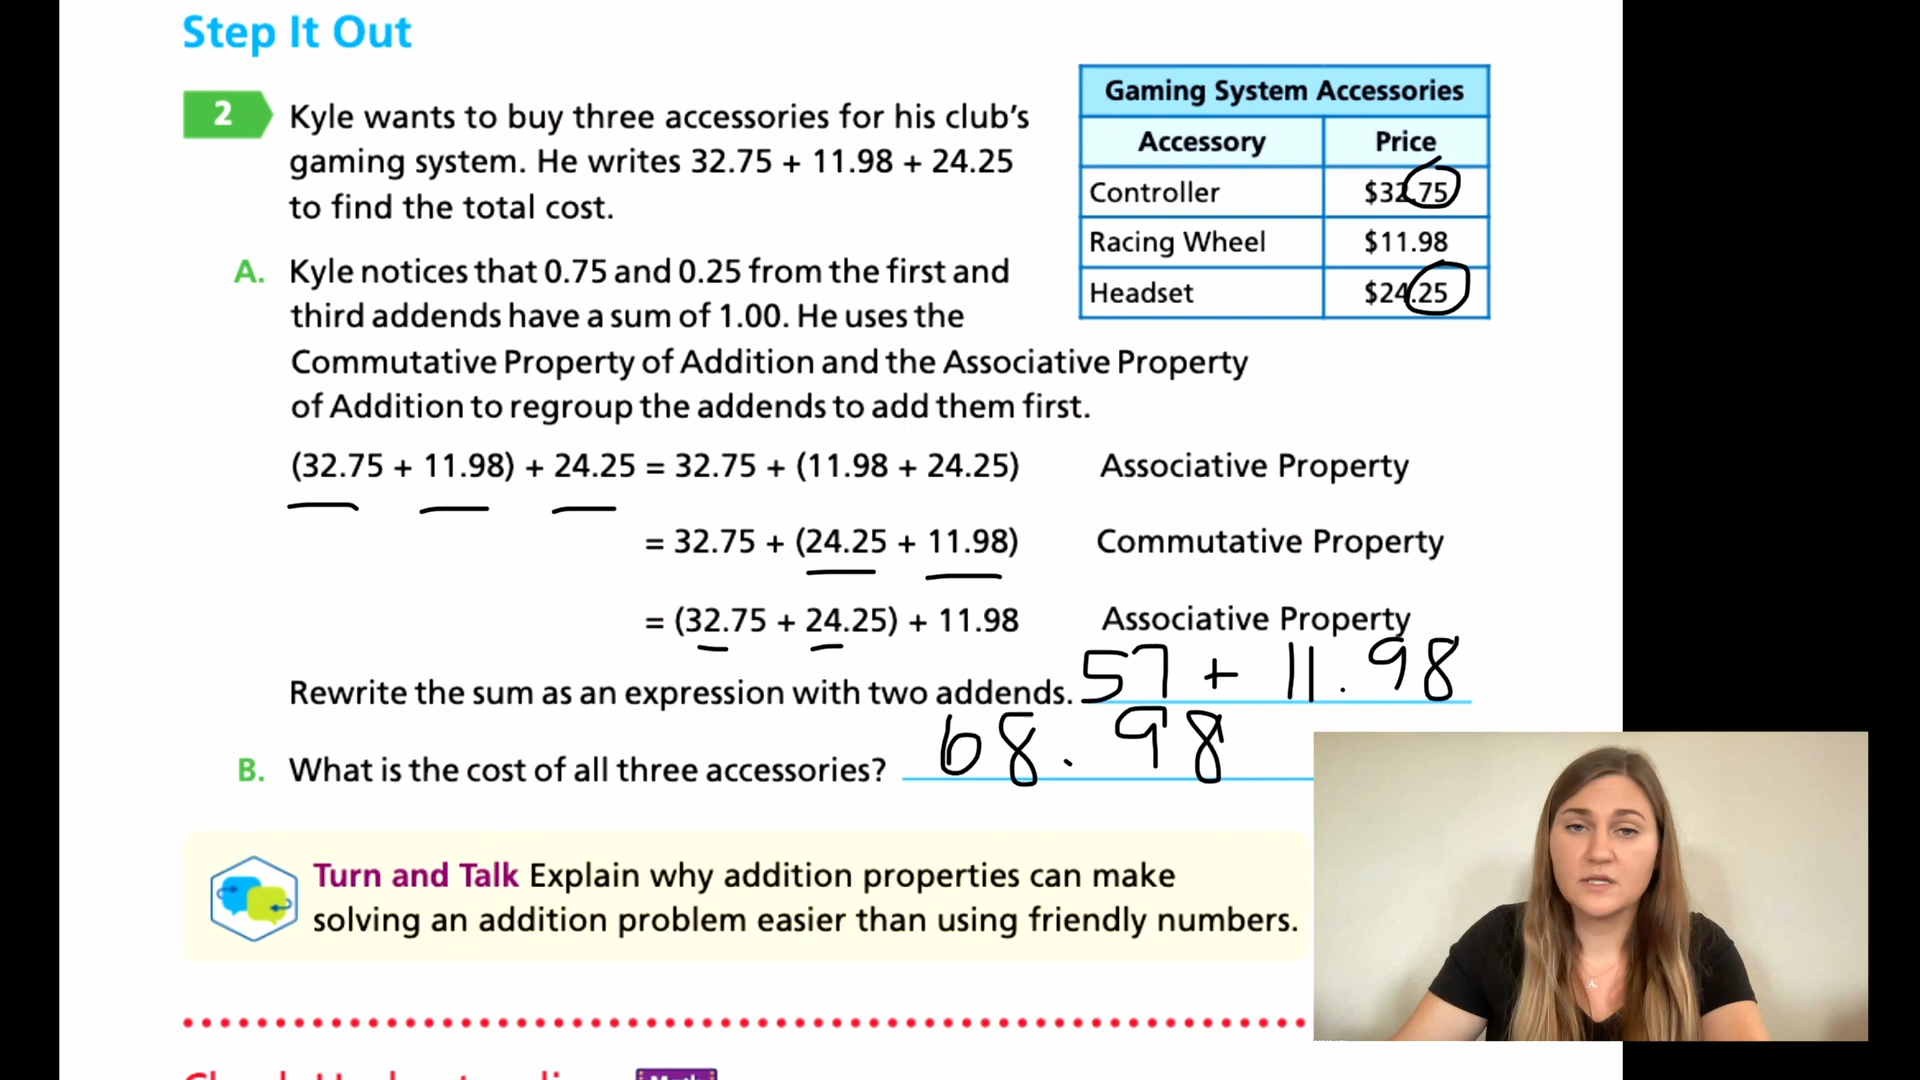 Step It Out
Gaming System Accessories
Accessory Price
Controller $32.75
Racing Wheel $11.98
Headset $24.25
2 Kyle wants to buy three accessories for his club's
gaming system. He writes 32.75 + 11.98 + 24.25
to find the total cost.
A. Kyle notices that 0.75 and 0.25 from the first and
third addends have a sum of 1.00. He uses the
Commutative Property of Addition and the Associative Property
of Addition to regroup the addends to add them first.
(32.75 + 11.98) + 24.25 = 32.75 + (11.98 + 24.25) Associative Property
= 32.75 + (24.25 + 11.98) Commutative Property
= (32.75 + 24.25) + 11.98 Associative Property
Rewrite the sum as an expression with two addends. 57 + 11.98
B. What is the cost of all three accessories? 68.98
Turn and Talk Explain why addition properties can make
solving an addition problem easier than using friendly numbers.